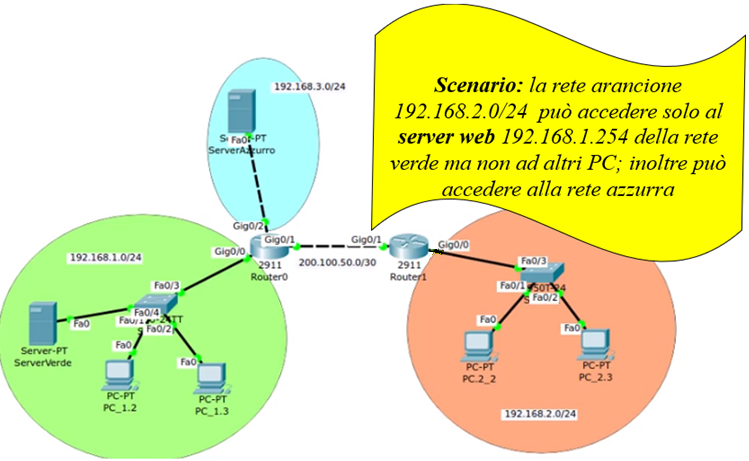 192.168.3.0/24
Scenario: la rete arancione
192.168.2.0/24 può accedere solo al
server web 192.168.1.254 della rete
verde ma non ad altri PC; inoltre può
accedere alla rete azzurra
Fa0
ServerAzzurro
Gig0/2
Gig0/1
Gig0/1
Gig0/0
Gig0/0
2911
Router0
200.100.50.0/30
2911
Router1
192.168.1.0/24
Fa0/3
Fa0/4
Fa0/2
Fa0
Server-PT
ServerVerde
Fa0
Fa0
PC-PT
PC_1.2
PC-PT
PC_1.3
Fa0/3
Fa0/1
Fa0/2
Fa0
Fa0
PC-PT
PC.2_2
PC-PT
PC_2.3
192.168.2.0/24